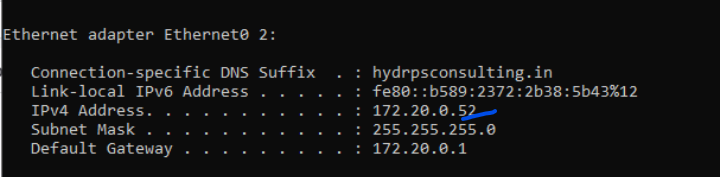 Ethernet adapter Ethernet0 2:
Connection-specific DNS Suffix  . : hydrpsconsulting.in
Link-local IPv6 Address . . . . . : fe80::b589:2372:2b38:5b43%12
IPv4 Address. . . . . . . . . . . : 172.20.0.52
Subnet Mask . . . . . . . . . . . : 255.255.255.0
Default Gateway . . . . . . . . . : 172.20.0.1